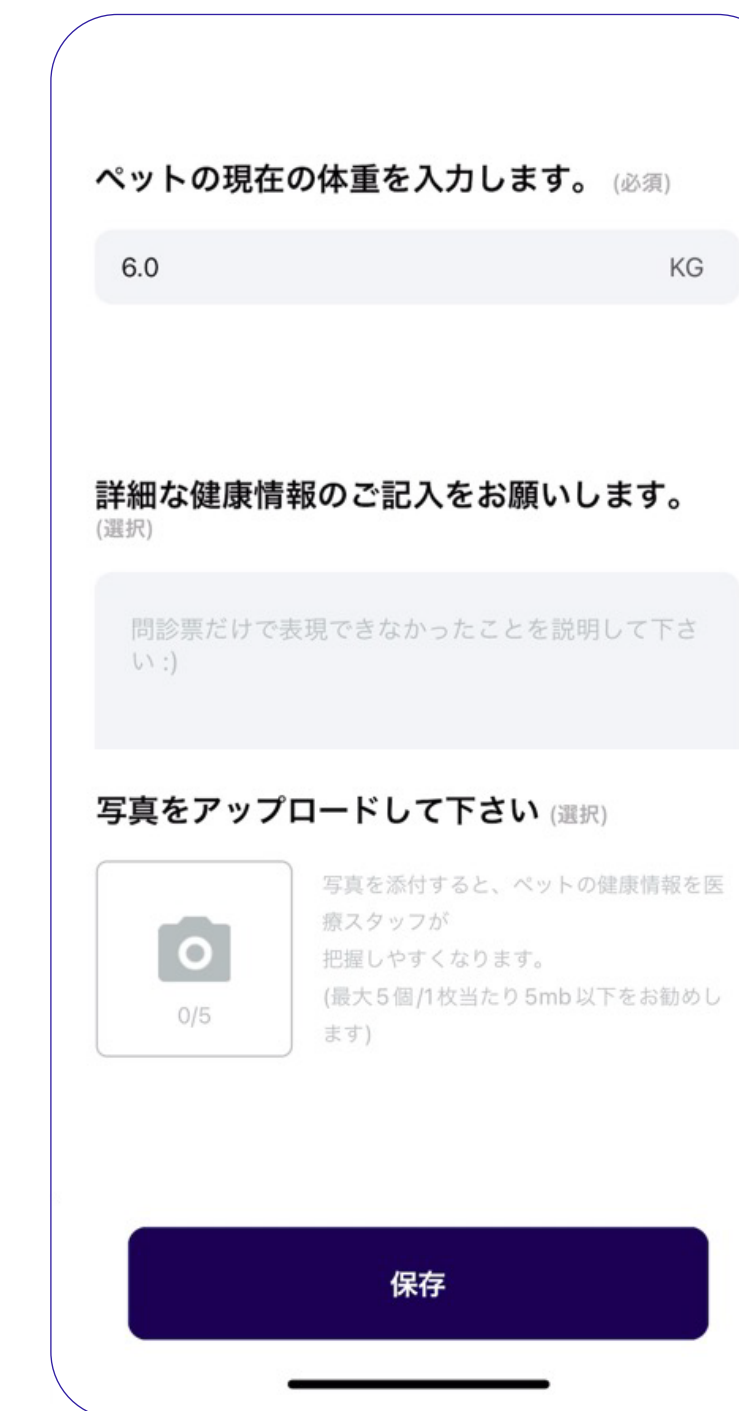 ペットの現在の体重を入力します。 (必須)
6.0 KG
詳細な健康情報のご記入をお願いします。
(選択)
問診票だけで表現できなかったことを説明して下さ
い :)
写真をアップロードして下さい (選択)
写真を添付すると、ペットの健康情報を医
療スタッフが
把握しやすくなります。
(最大5個/1枚当たり5mb以下をお勧めし
ます)
0/5
保存